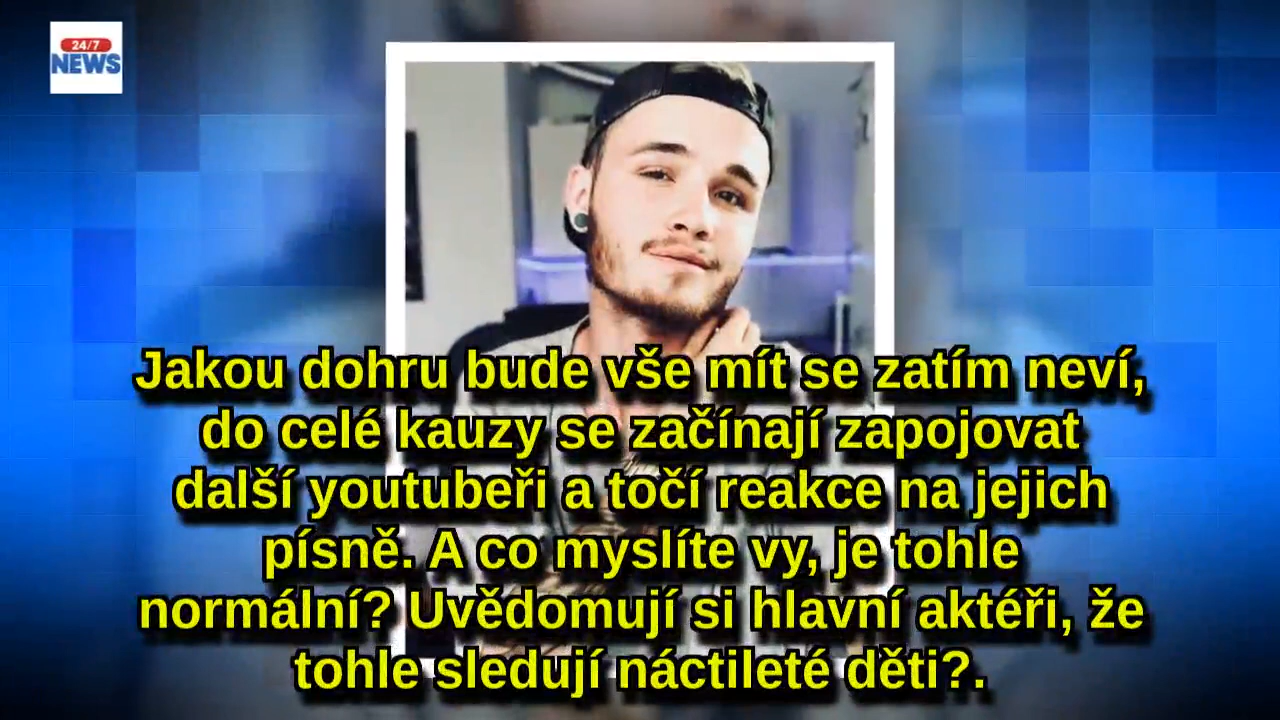 24/7
NEWS
Jakou dohru bude vše mít se zatím neví,
do celé kauzy se začínají zapojovat
další youtubeři a točí reakce na jejich
písně. A co myslíte vy, je tohle
normální? Uvědomují si hlavní aktéři, že
tohle sledují náctileté děti?.